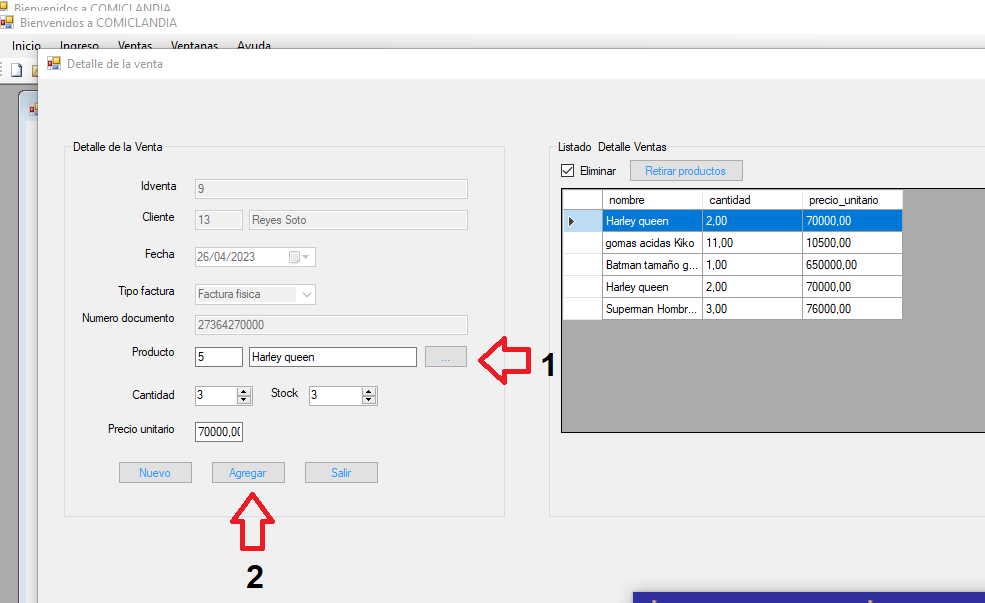 Bienvenidos a COMICLANDIA
Bienvenidos a COMICLANDIA
Inicio Ingreso Ventas Ventanas Ayuda
Detalle de la venta
Detalle de la Venta
Idventa 9
Cliente 13 Reyes Soto
Fecha 26/04/2023
Tipo factura Factura fisica
Numero documento 27364270000
Producto 5 Harley queen ...
1
Cantidad 3 Stock 3
Precio unitario 70000,00
Nuevo Agregar Salir
2
Listado Detalle Ventas
Eliminar Retirar productos
nombre cantidad precio_unitario
Harley queen 2,00 70000,00
gomas acidas Kiko 11,00 10500,00
Batman tamaño g... 1,00 650000,00
Harley queen 2,00 70000,00
Superman Hombr... 3,00 76000,00